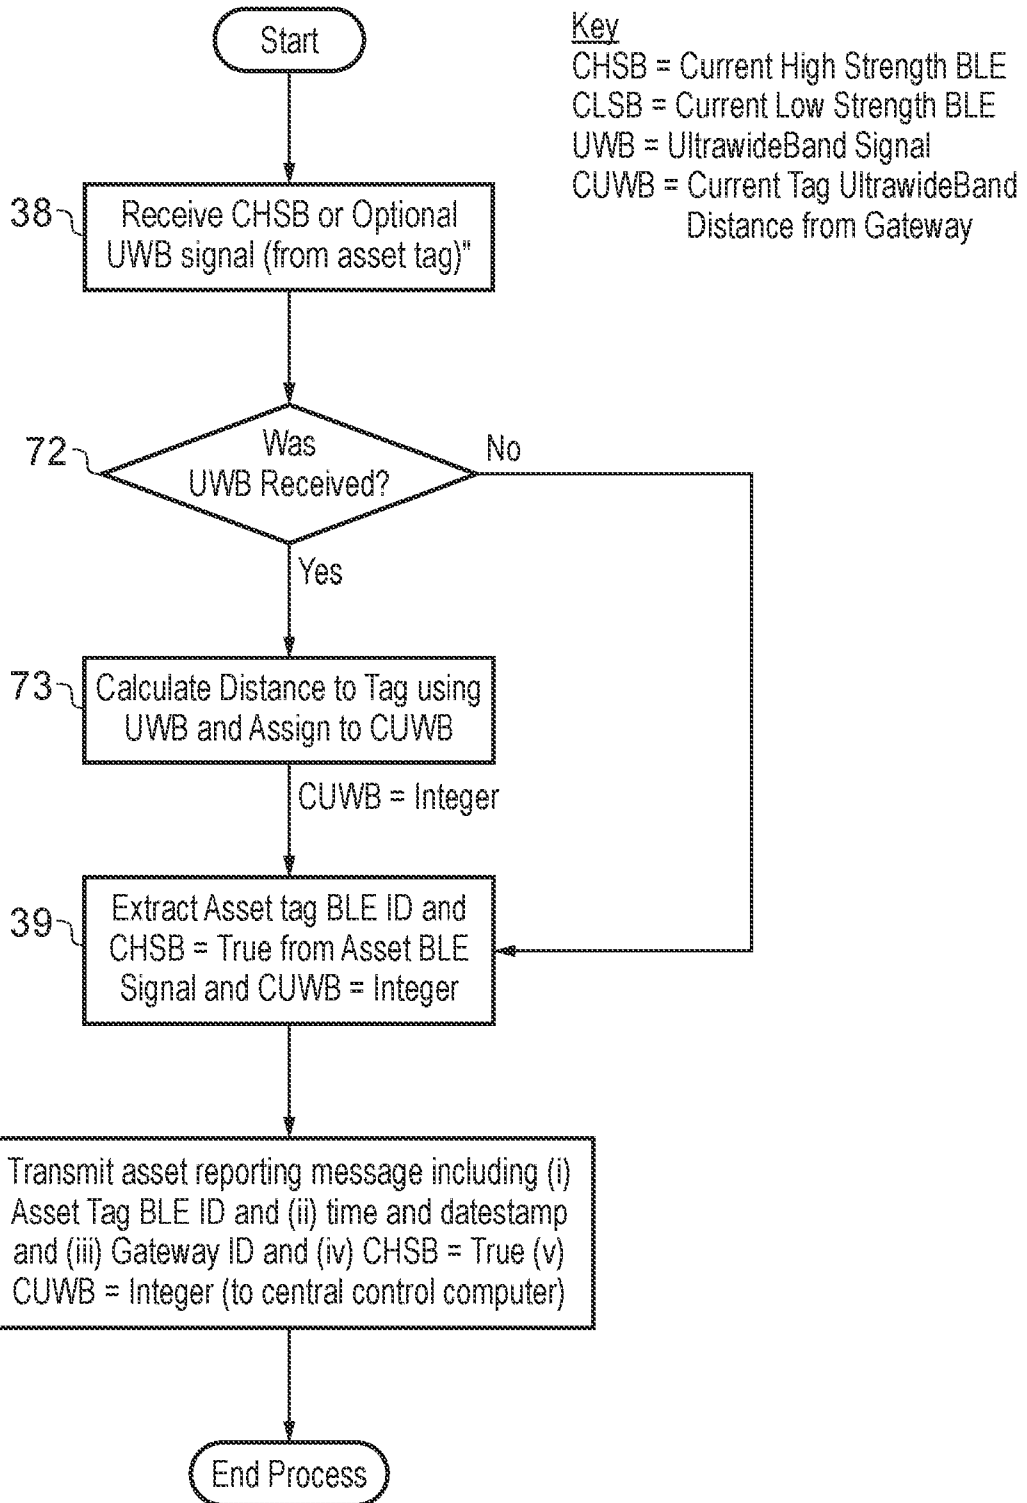 Start
Key
CHSB = Current High Strength BLE
CLSB = Current Low Strength BLE
UWB = UltrawideBand Signal
CUWB = Current Tag UltrawideBand
Distance from Gateway
38
Receive CHSB or Optional
UWB signal (from asset tag)"
72
Was
UWB Received?
No
Yes
73
Calculate Distance to Tag using
UWB and Assign to CUWB
CUWB = Integer
39
Extract Asset tag BLE ID and
CHSB = True from Asset BLE
Signal and CUWB = Integer
Transmit asset reporting message including (i)
Asset Tag BLE ID and (ii) time and datestamp
and (iii) Gateway ID and (iv) CHSB = True (v)
CUWB = Integer (to central control computer)
End Process